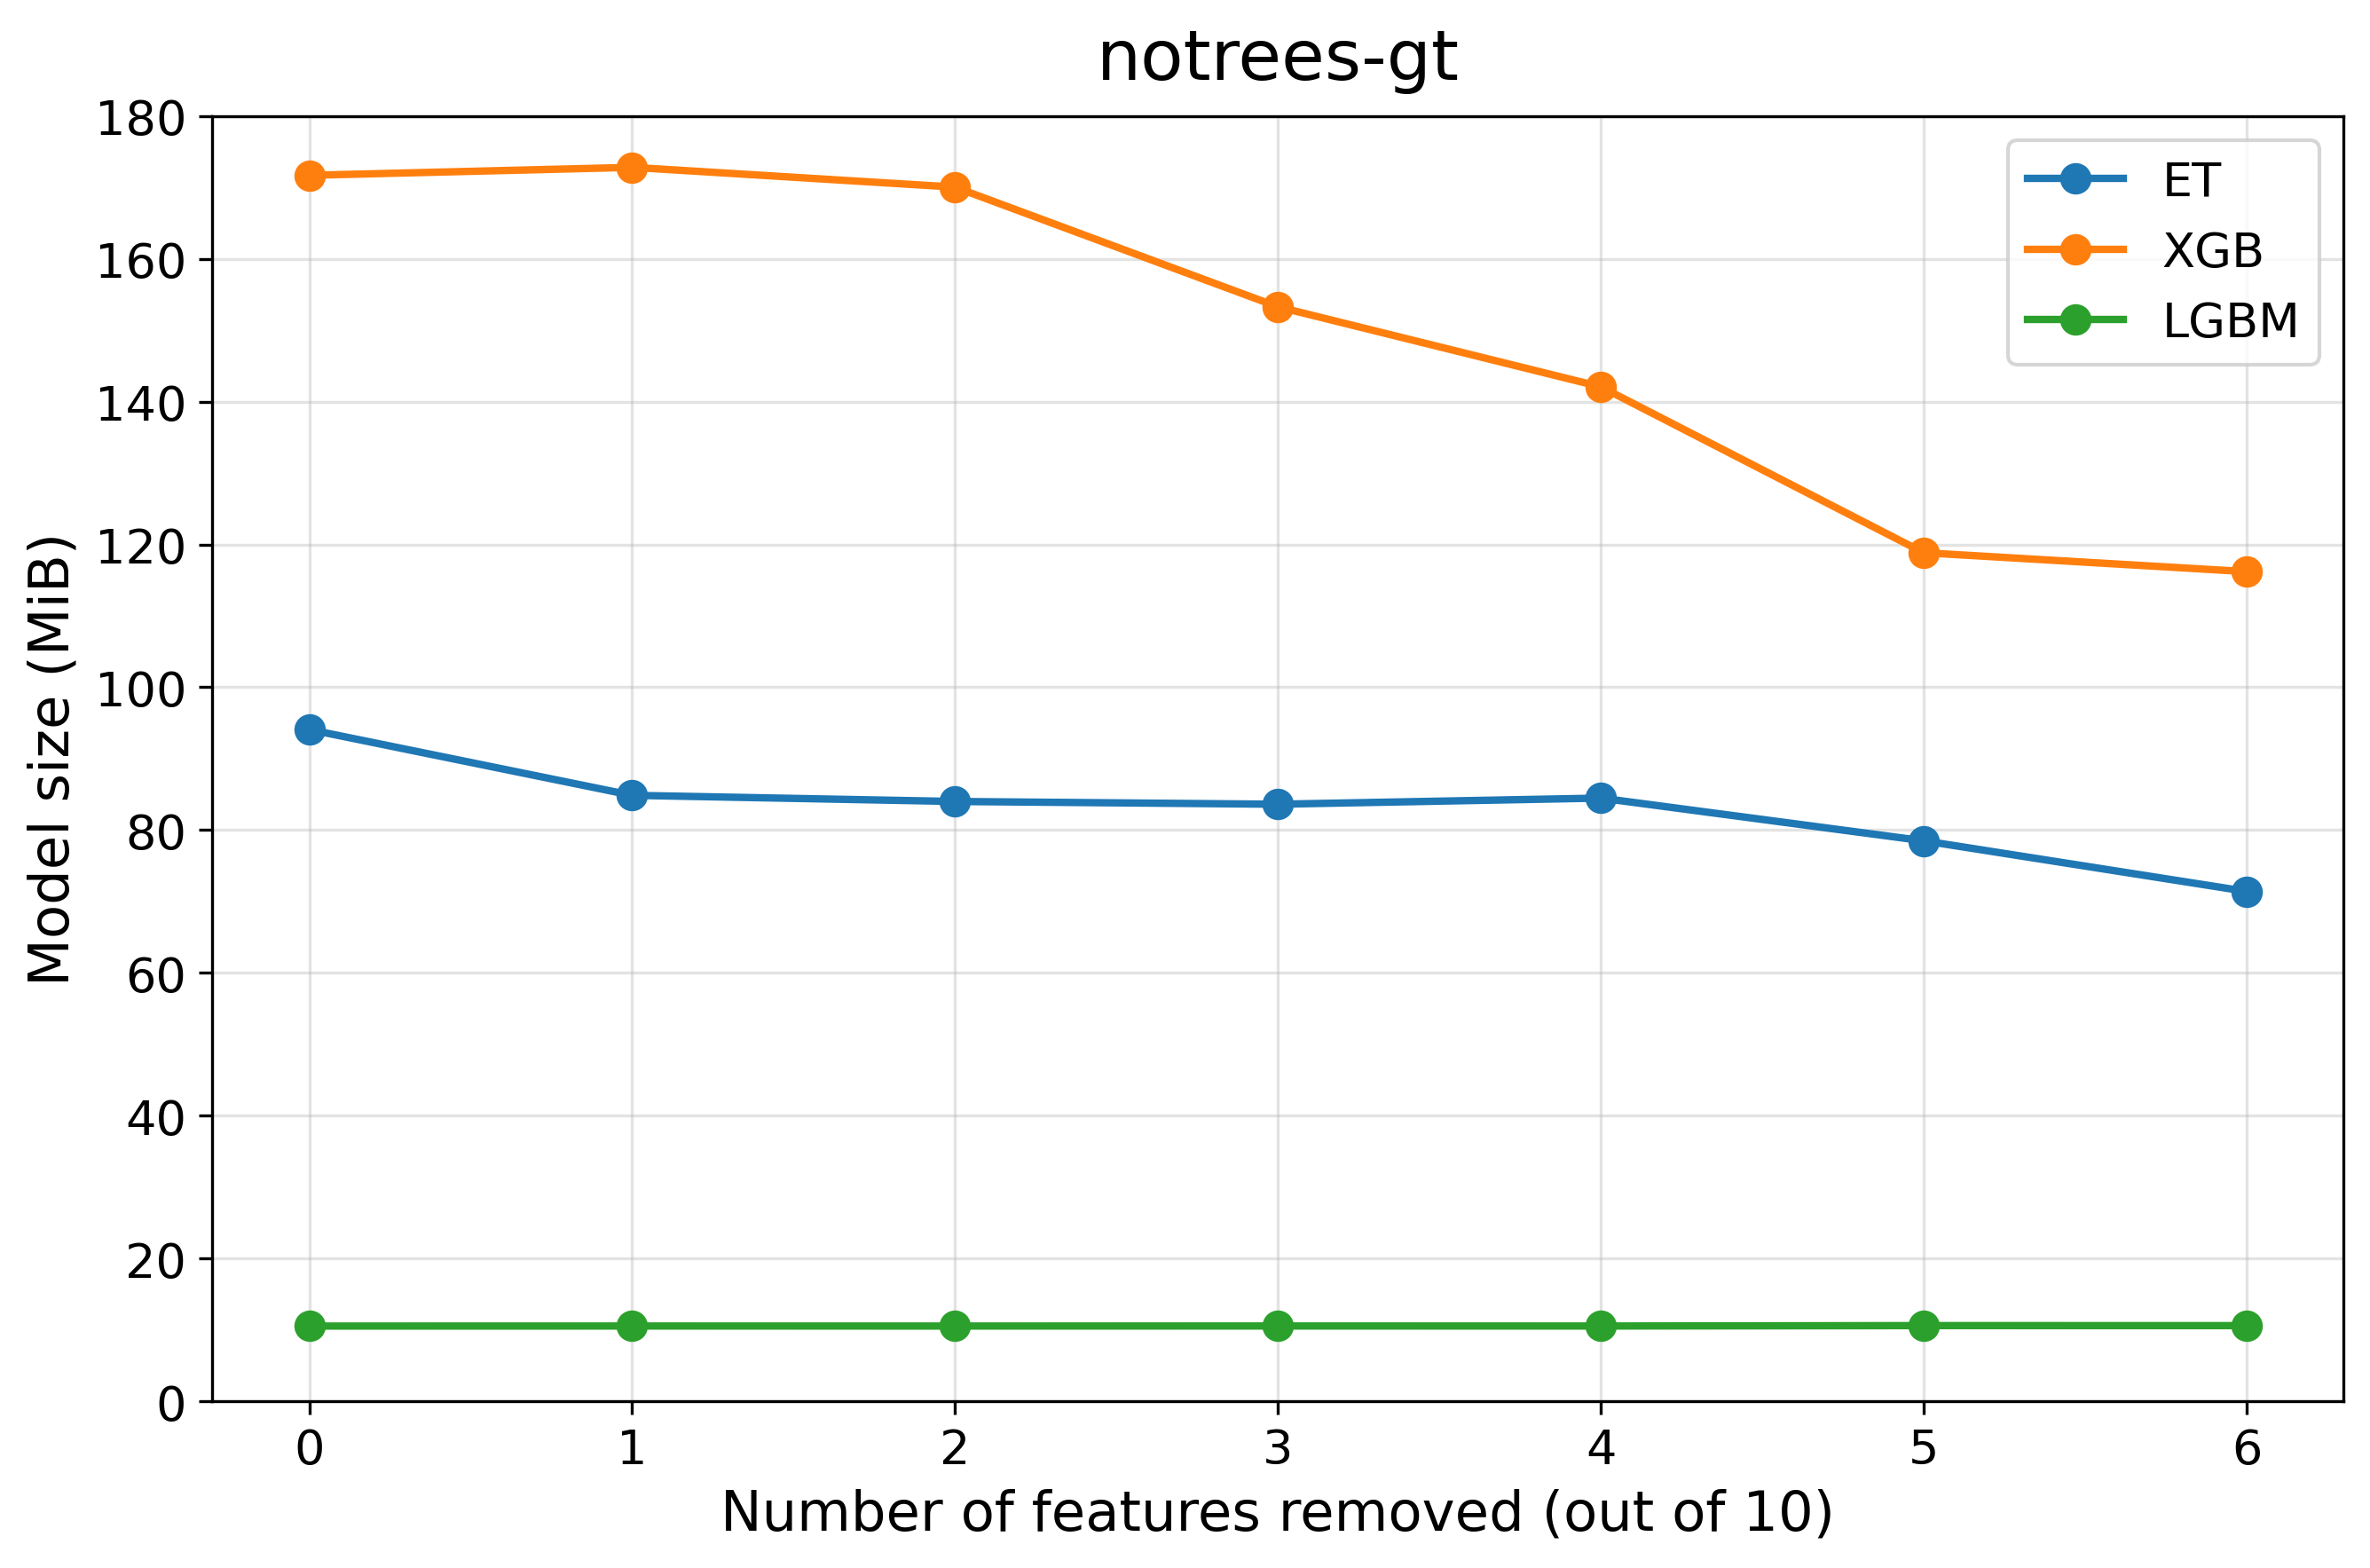 notrees-gt
180
160
140
120
100
80
60
40
20
0
Model size (MiB)
ET
XGB
LGBM
0 1 2 3 4 5 6
Number of features removed (out of 10)